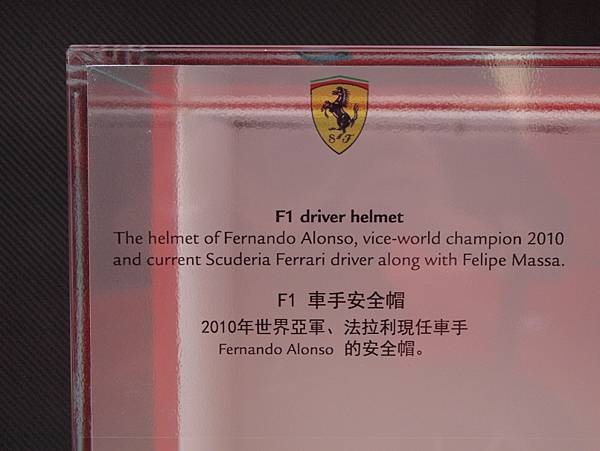 S F
F1 driver helmet
The helmet of Fernando Alonso, vice-world champion 2010
and current Scuderia Ferrari driver along with Felipe Massa.
F1 車手安全帽
2010年世界亞軍、法拉利現任車手
Fernando Alonso 的安全帽。